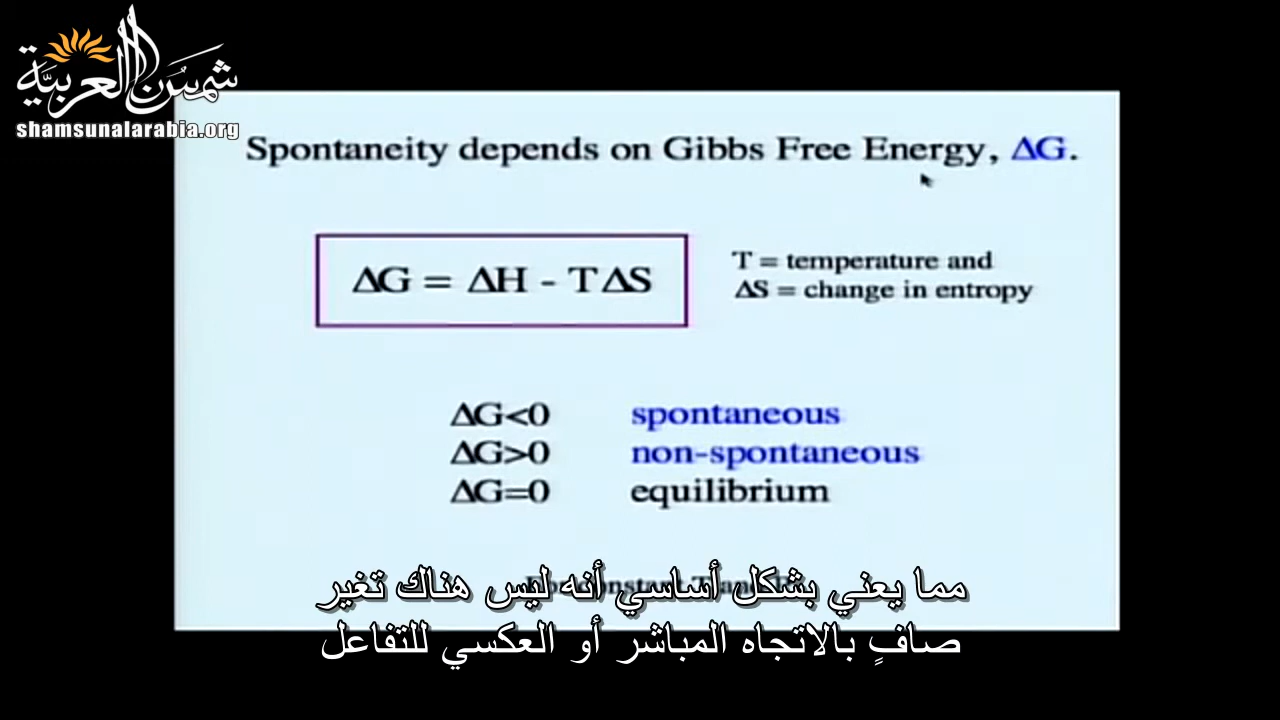 شمسُ العربيّة
shamsunalarabia.org
Spontaneity depends on Gibbs Free Energy, ΔG.
ΔG = ΔH - TΔS
T = temperature and
ΔS = change in entropy
ΔG<0 spontaneous
ΔG>0 non-spontaneous
ΔG=0 equilibrium
مما يعني بشكل أساسي أنه ليس هناك تغير
صافٍ بالاتجاه المباشر أو العكسي للتفاعل